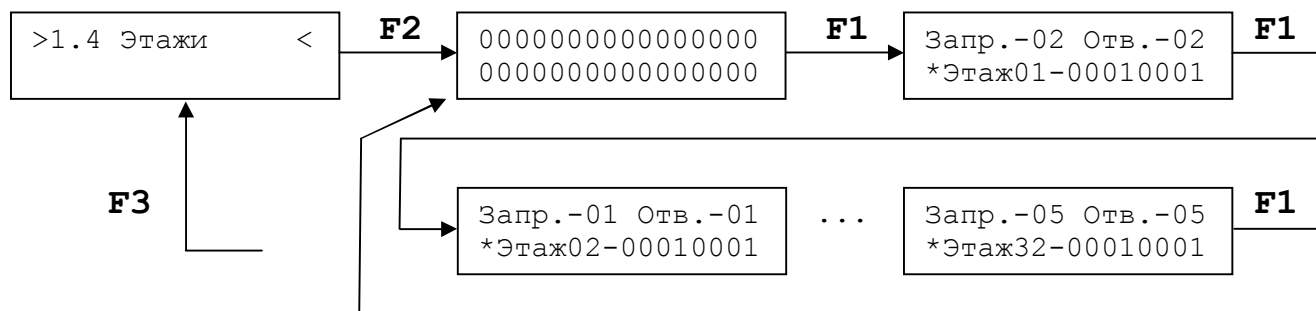 >1.4 Этажи <
F2
0000000000000000
0000000000000000
F1
Запр.-02 Отв.-02
*Этаж01-00010001
F1
F3
Запр.-01 Отв.-01
*Этаж02-00010001
...
Запр.-05 Отв.-05
*Этаж32-00010001
F1